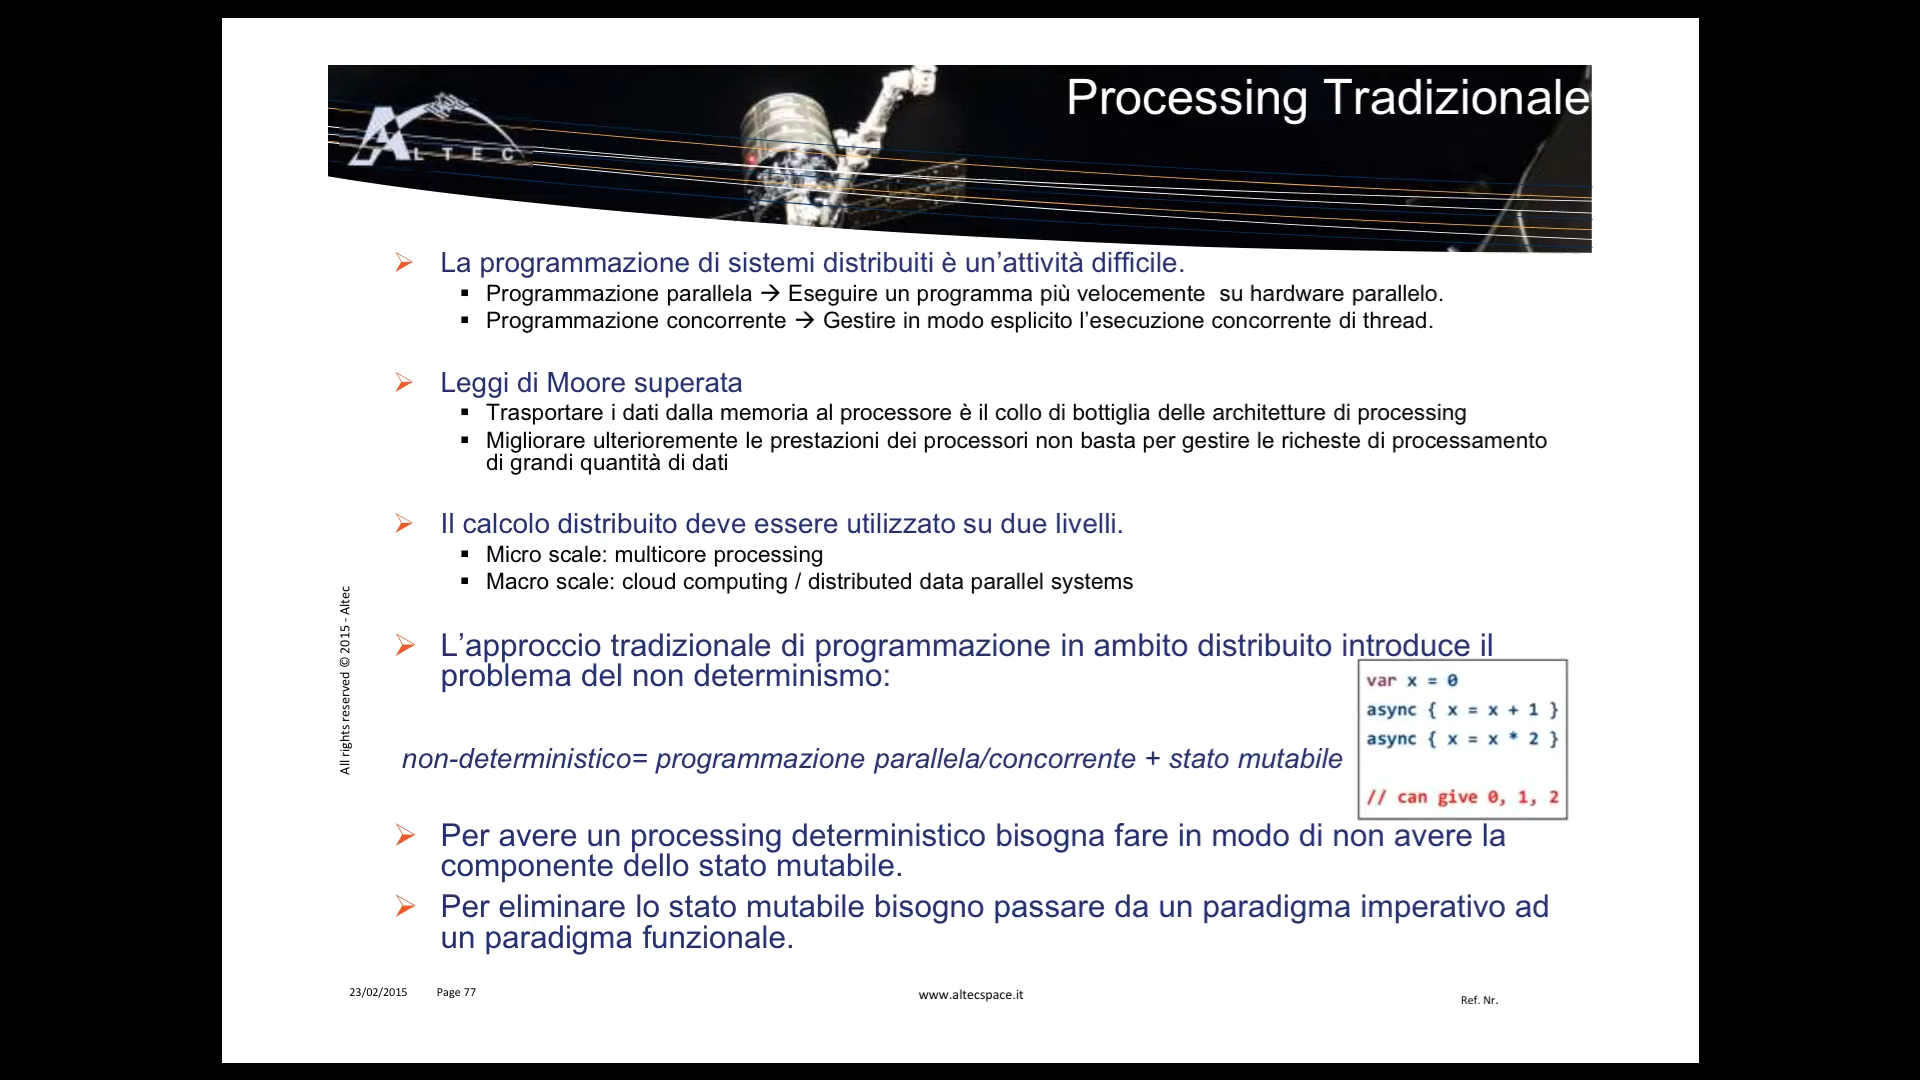 Processing Tradizionale
ALTEC
➢ La programmazione di sistemi distribuiti è un’attività difficile.
▪ Programmazione parallela → Eseguire un programma più velocemente su hardware parallelo.
▪ Programmazione concorrente → Gestire in modo esplicito l’esecuzione concorrente di thread.
➢ Leggi di Moore superata
▪ Trasportare i dati dalla memoria al processore è il collo di bottiglia delle architetture di processing
▪ Migliorare ulterioremente le prestazioni dei processori non basta per gestire le richeste di processamento
di grandi quantità di dati
➢ Il calcolo distribuito deve essere utilizzato su due livelli.
▪ Micro scale: multicore processing
▪ Macro scale: cloud computing / distributed data parallel systems
➢ L’approccio tradizionale di programmazione in ambito distribuito introduce il
problema del non determinismo:
var x = 0
async { x = x + 1 }
async { x = x * 2 }
// can give 0, 1, 2
non-deterministico= programmazione parallela/concorrente + stato mutabile
➢ Per avere un processing deterministico bisogna fare in modo di non avere la
componente dello stato mutabile.
➢ Per eliminare lo stato mutabile bisogno passare da un paradigma imperativo ad
un paradigma funzionale.
All rights reserved © 2015 - Altec
23/02/2015 Page 77
www.altecspace.it
Ref. Nr.